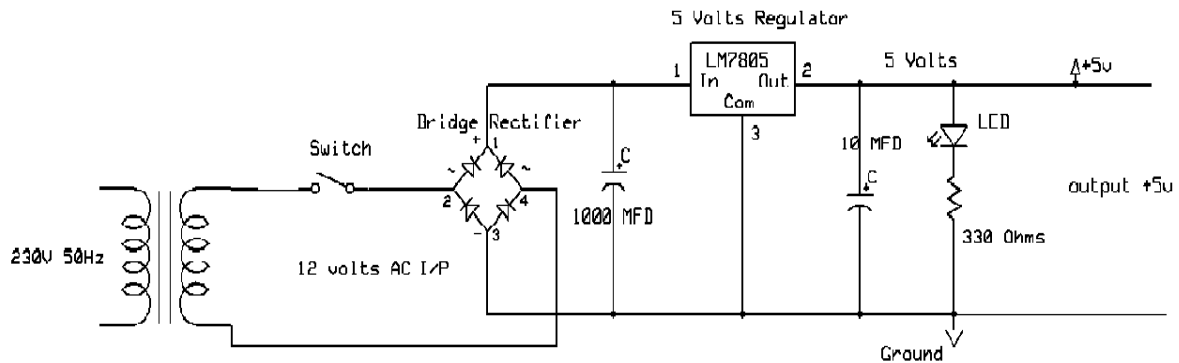 5 Volts Regulator
LM7805
1
In
Out
2
Com
3
5 Volts
+5v
Bridge Rectifier
+
1
~
~
2
4
-
3
Switch
C
+
1000 MFD
10 MFD
C
+
LCD
330 Ohms
output +5v
230V 50Hz
12 volts AC I/P
Ground